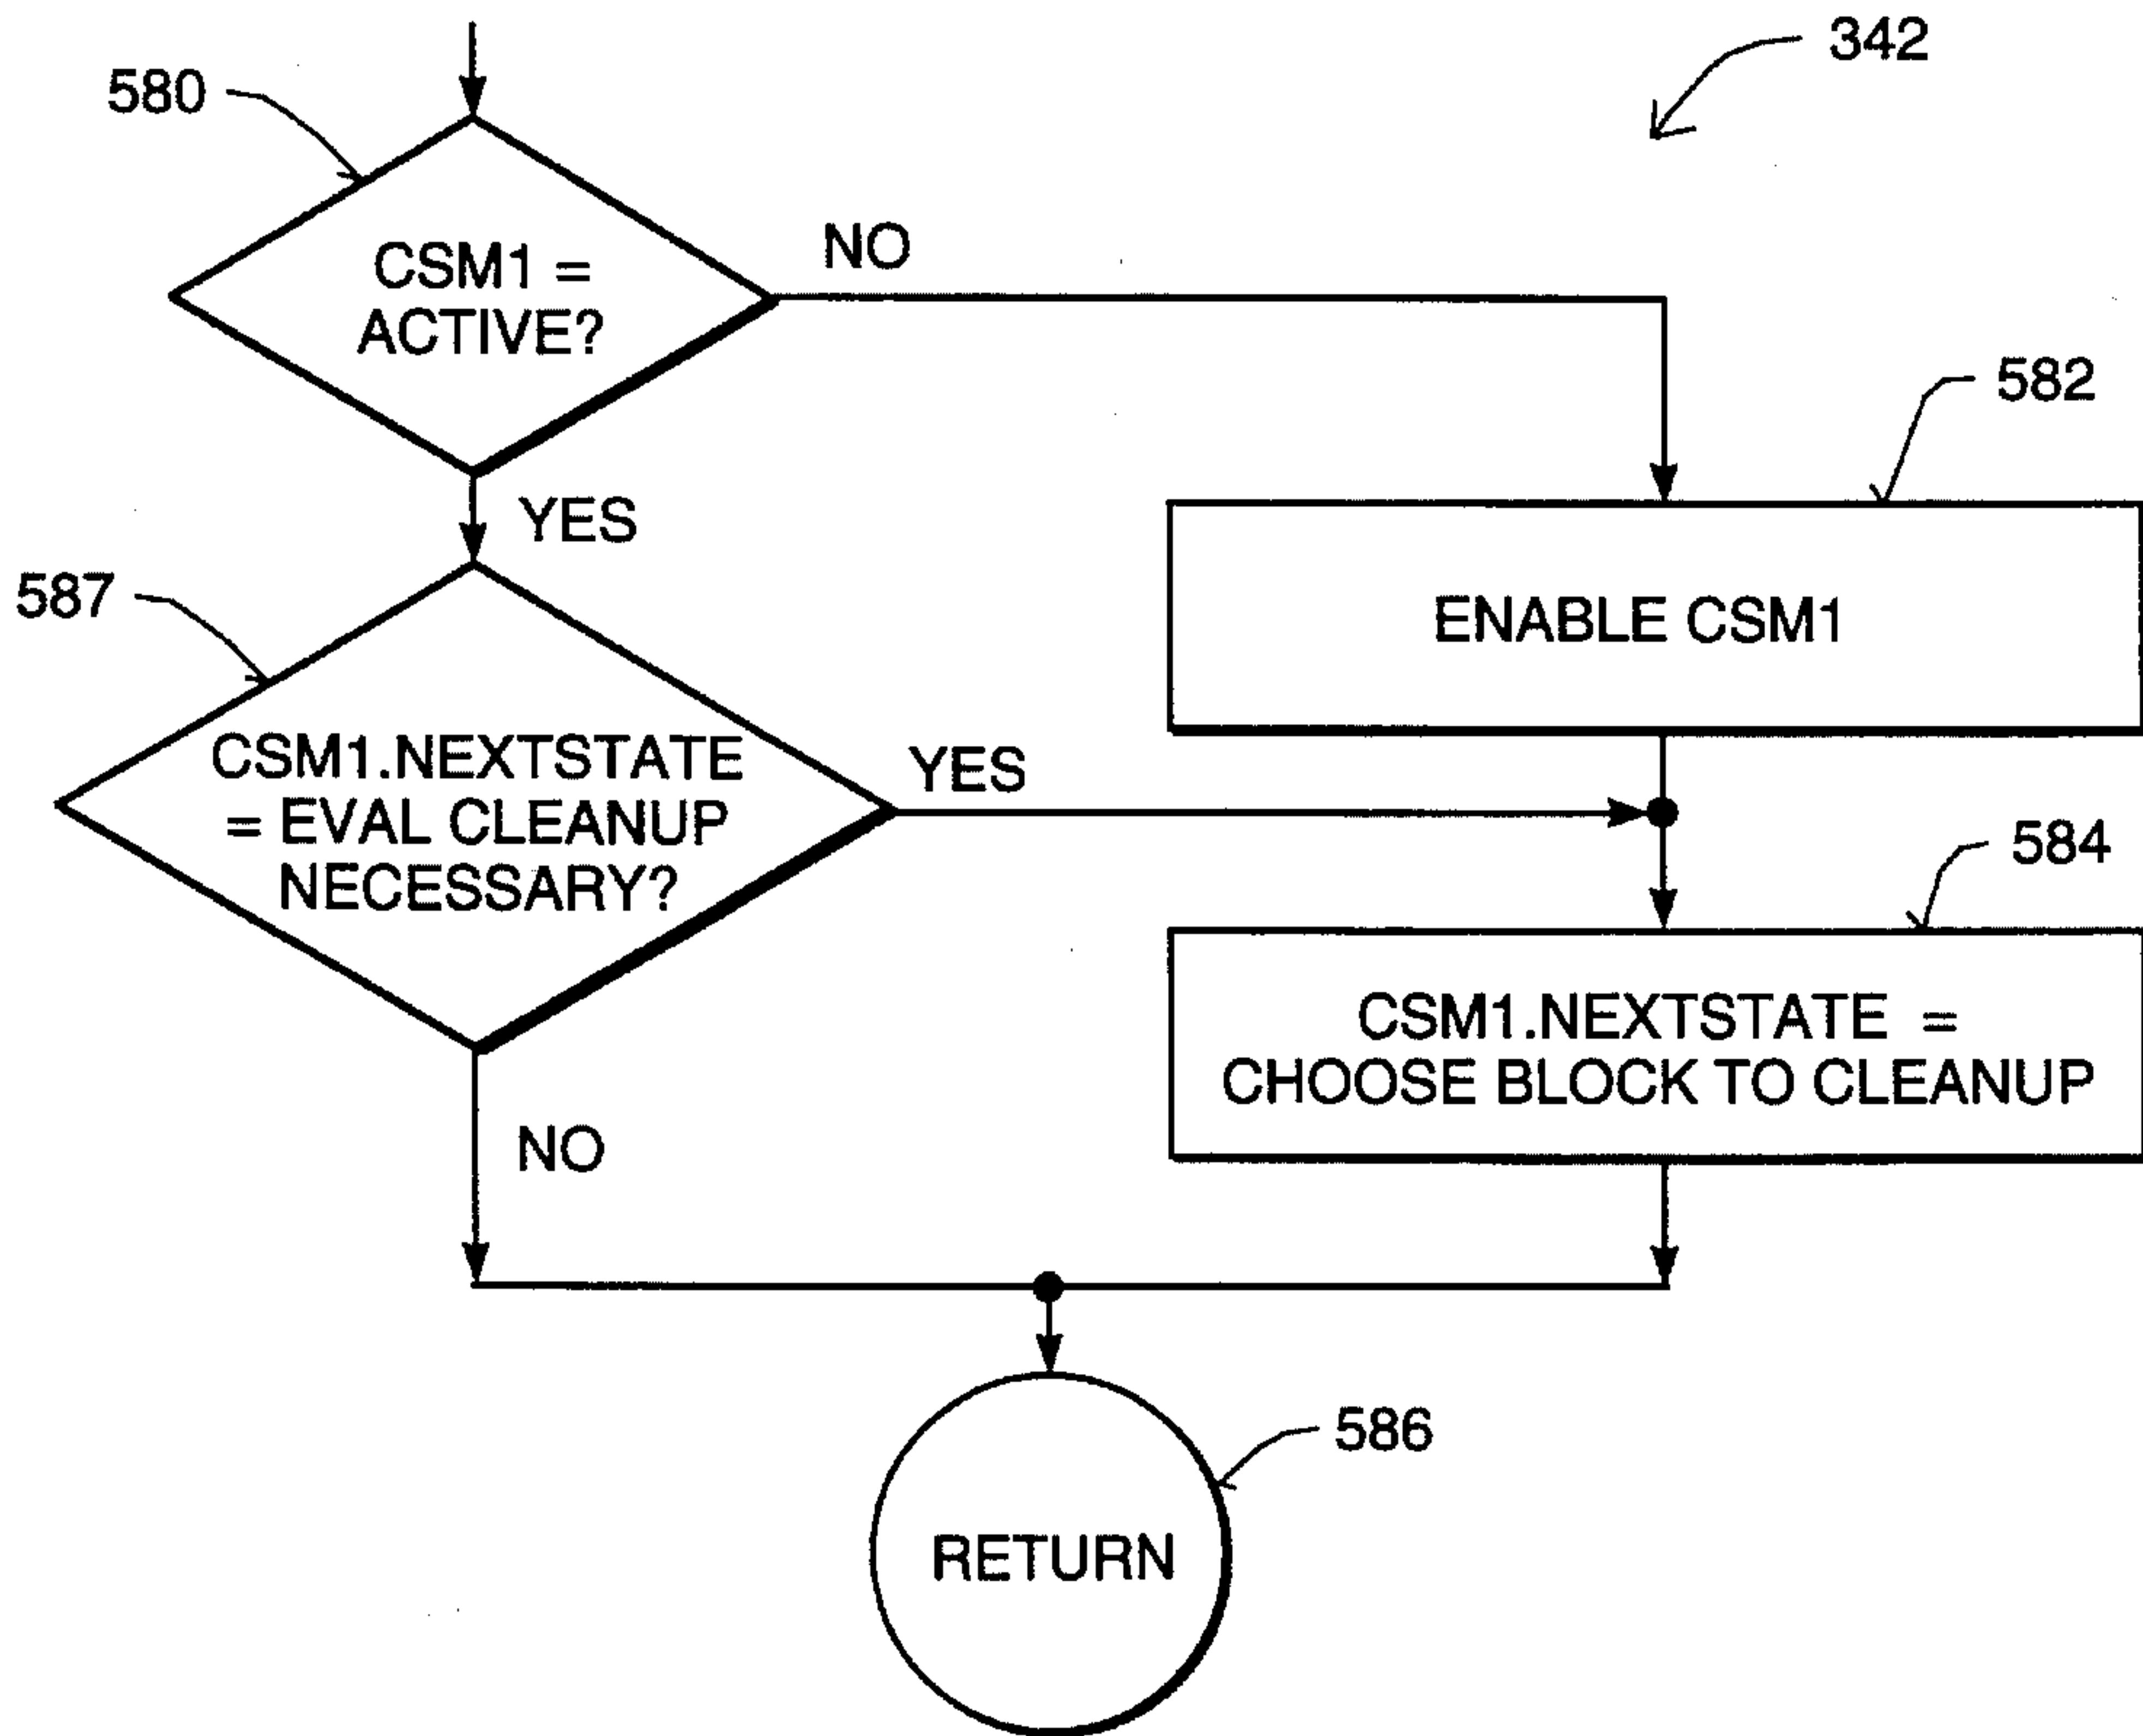 342
580
CSM1 =
ACTIVE?
NO
582
YES
587
ENABLE CSM1
CSM1.NEXTSTATE
= EVAL CLEANUP
NECESSARY?
YES
584
CSM1.NEXTSTATE =
CHOOSE BLOCK TO CLEANUP
NO
586
RETURN